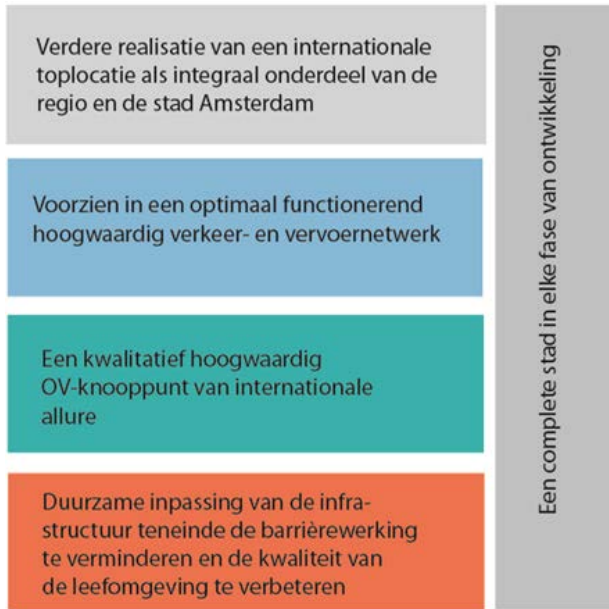 Verdere realisatie van een internationale
toplocatie als integraal onderdeel van de
regio en de stad Amsterdam
Voorzien in een optimaal functionerend
hoogwaardig verkeer- en vervoernetwerk
Een kwalitatief hoogwaardig
OV-knooppunt van internationale
allure
Duurzame inpassing van de infra-
structuur teneinde de barrièrewerking
te verminderen en de kwaliteit van
de leefomgeving te verbeteren
Een complete stad in elke fase van ontwikkeling